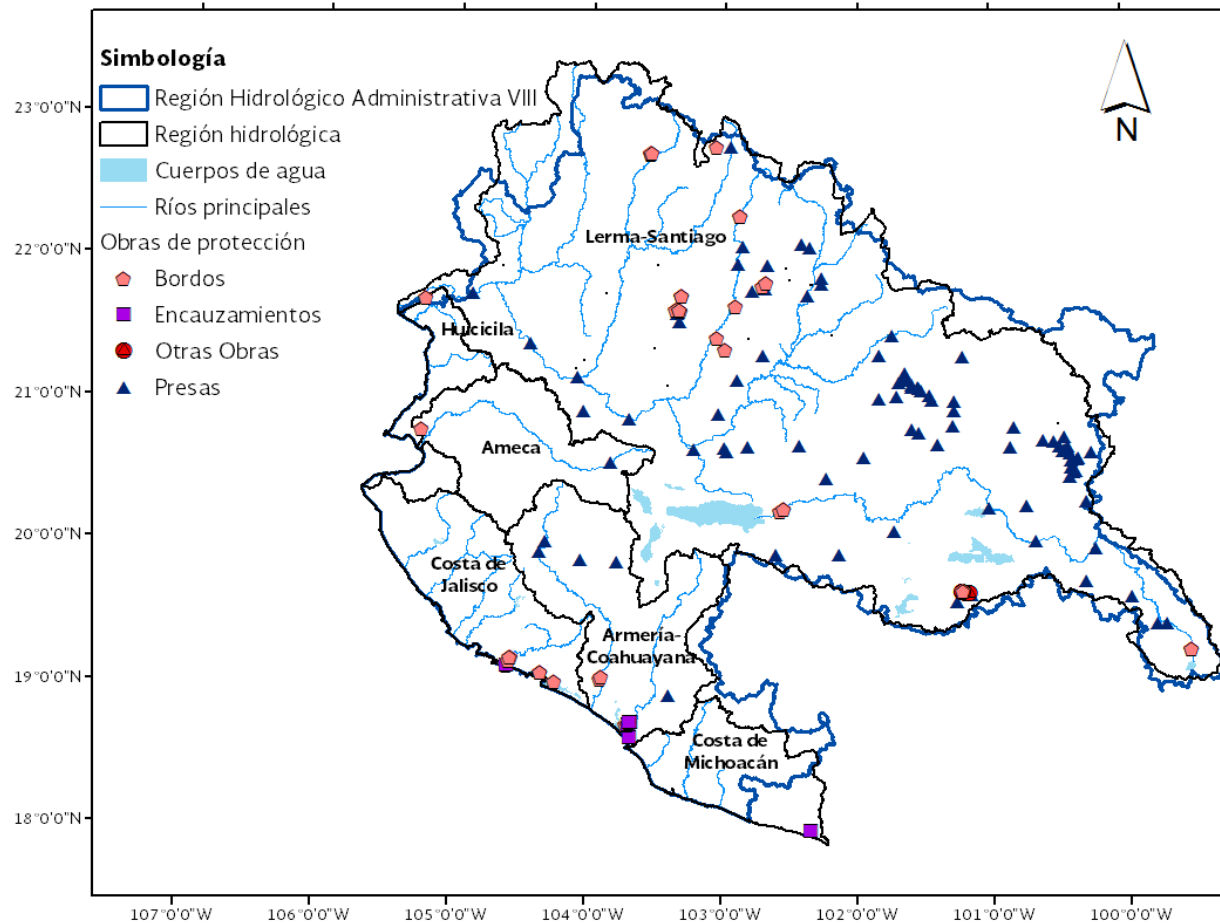 Simbología
Región Hidrológico Administrativa VIII
Región hidrológica
Cuerpos de agua
Ríos principales
Obras de protección
Bordos
Encauzamientos
Otras Obras
Presas
N
Lerma-Santiago
Huicicila
Ameca
Costa de
Jalisco
Armería-
Coahuayana
Costa de
Michoacán
23°0'0"N
22°0'0"N
21°0'0"N
20°0'0"N
19°0'0"N
18°0'0"N
107°0'0"W
106°0'0"W
105°0'0"W
104°0'0"W
103°0'0"W
102°0'0"W
101°0'0"W
100°0'0"W